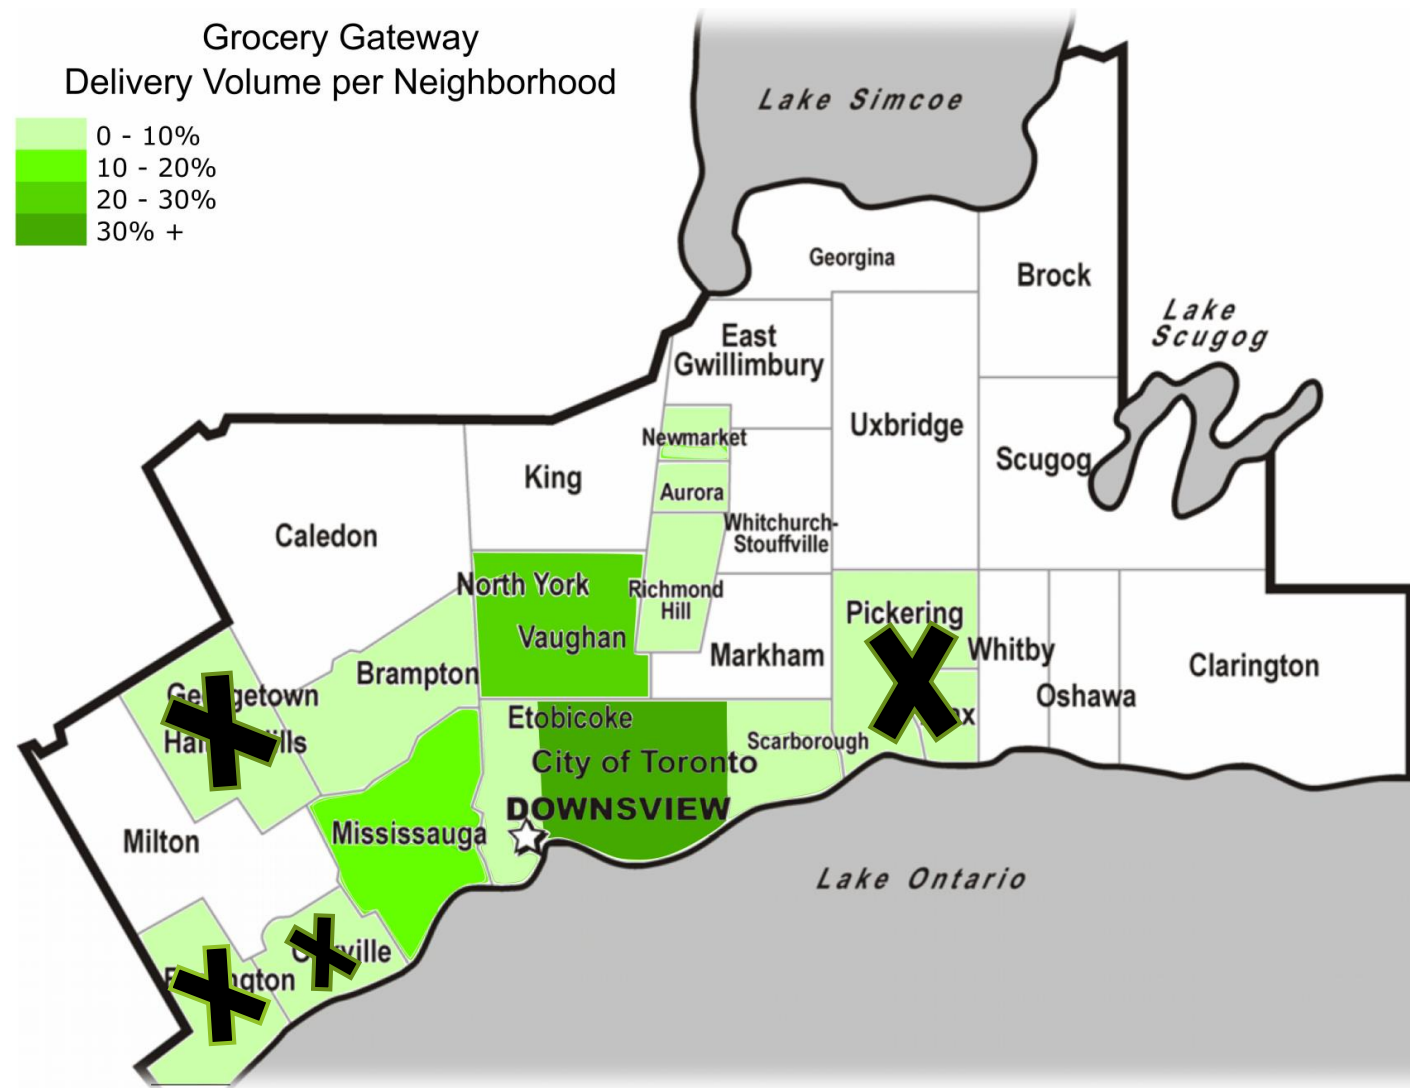 Grocery Gateway
Delivery Volume per Neighborhood
0 - 10%
10 - 20%
20 - 30%
30% +
Lake Simcoe
Georgina
Brock
Lake
Scugog
East
Gwillimbury
Newmarket
Uxbridge
Scugog
King
Aurora
Caledon
Whitchurch-
Stouffville
North York
Richmond
Hill
Vaughan
Pickering
Markham
Whitby
Clarington
Oshawa
Brampton
Etobicoke
Scarborough
City of Toronto
DOWNSVIEW
Mississauga
Milton
Lake Ontario